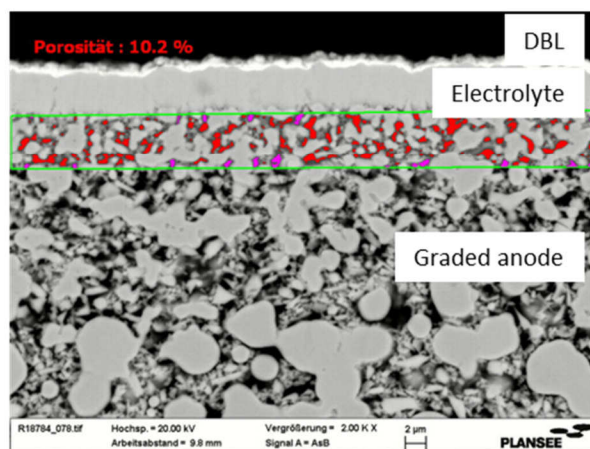 Porosität : 10.2 %
DBL
Electrolyte
Graded anode
R18784_078.tif
Hochsp. = 20.00 kV
Vergrößerung = 2.00 K X
2 µm
Arbeitsabstand = 9.8 mm
Signal A = AsB
PLANSEE